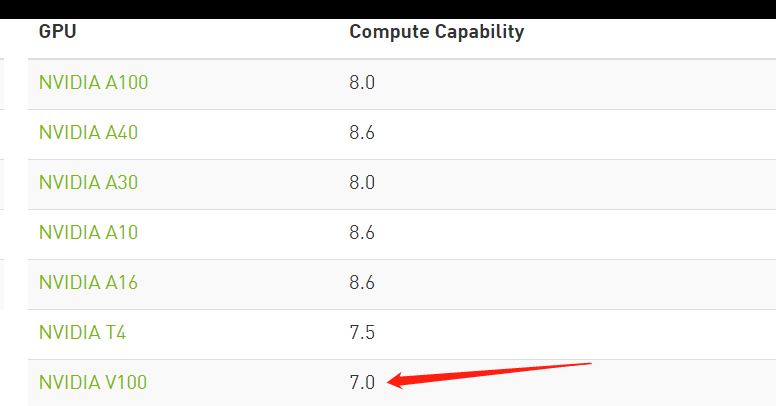 GPU Compute Capability
NVIDIA A100 8.0
NVIDIA A40 8.6
NVIDIA A30 8.0
NVIDIA A10 8.6
NVIDIA A16 8.6
NVIDIA T4 7.5
NVIDIA V100 7.0